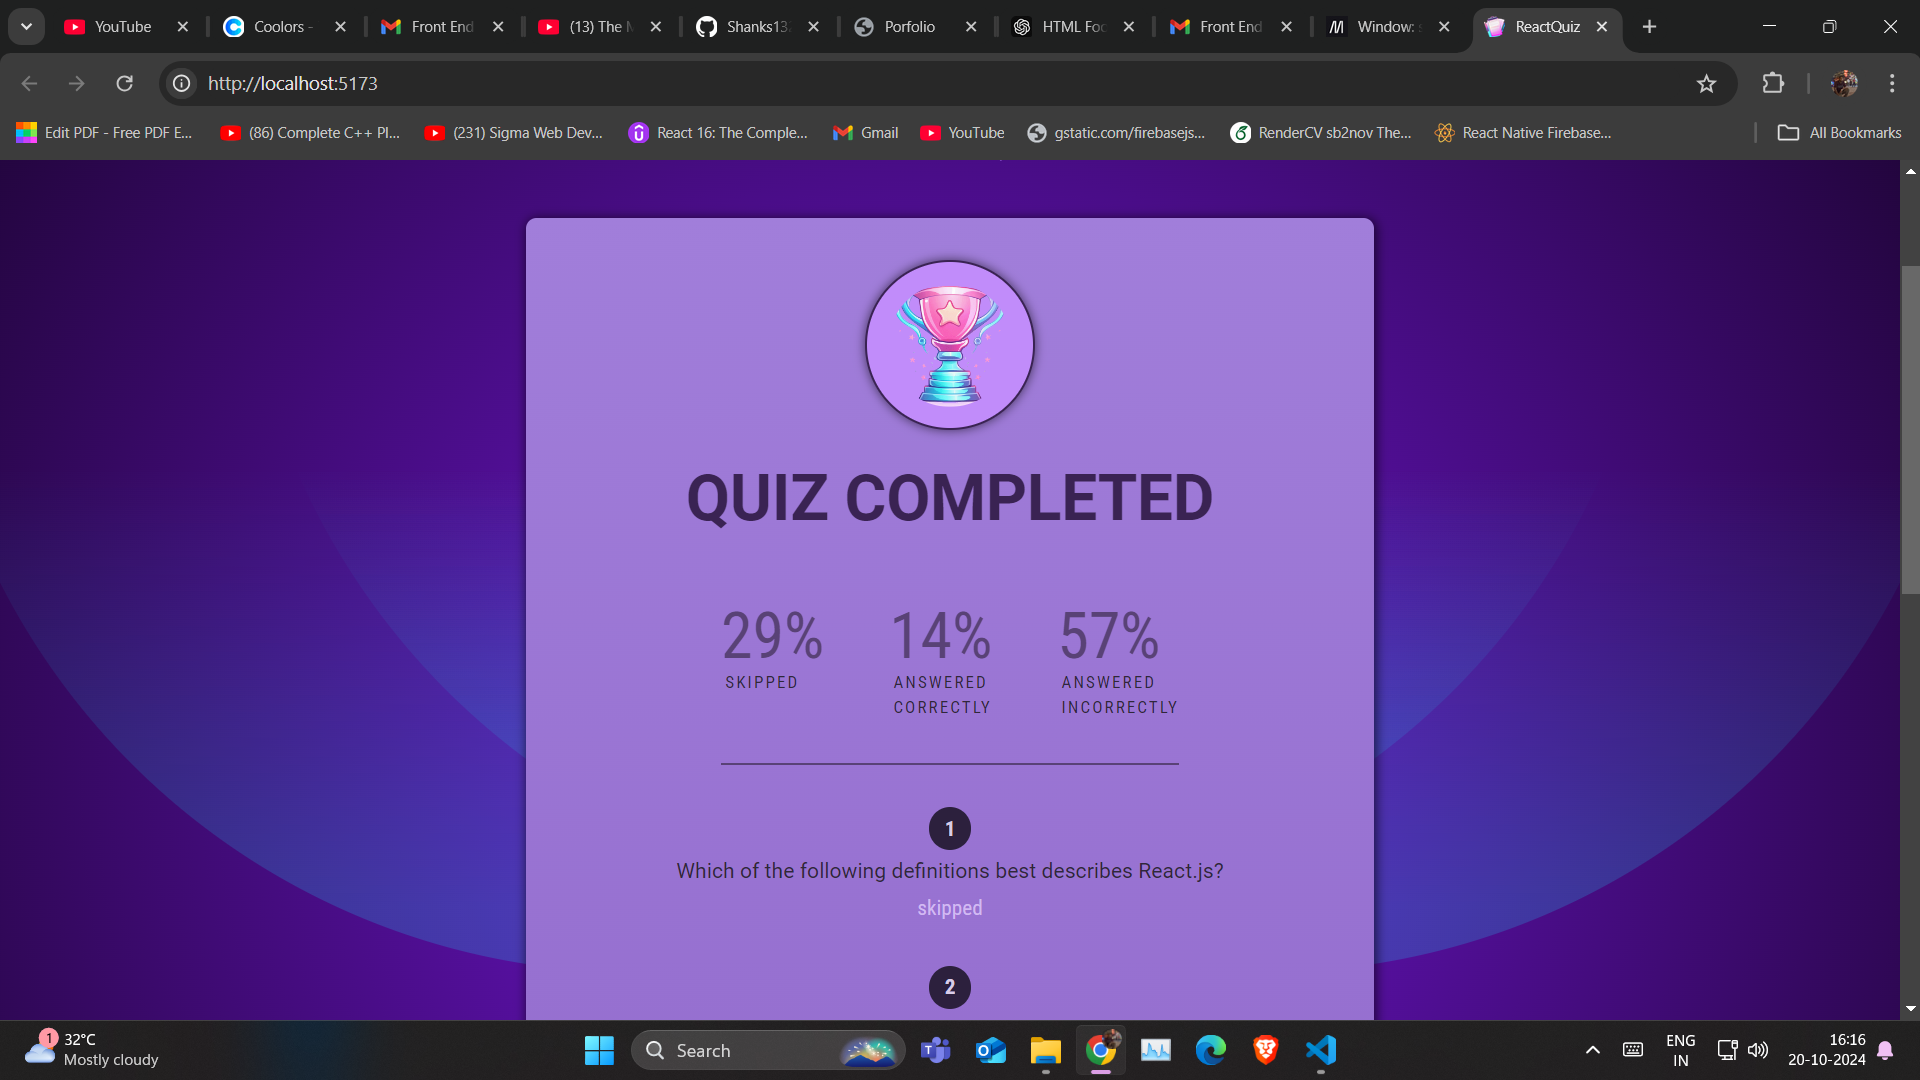 YouTube
Coolors -
Front End
(13) The M
Shanks13
Porfolio
HTML Foo
Front End
Window: s
ReactQuiz
http://localhost:5173
Edit PDF - Free PDF E...
(86) Complete C++ Pl...
(231) Sigma Web Dev...
React 16: The Comple...
Gmail
YouTube
gstatic.com/firebasejs...
RenderCV sb2nov The...
React Native Firebase...
All Bookmarks
QUIZ COMPLETED
29%
SKIPPED
14%
ANSWERED
CORRECTLY
57%
ANSWERED
INCORRECTLY
1
Which of the following definitions best describes React.js?
skipped
2
1
32°C
Mostly cloudy
Search
ENG
IN
16:16
20-10-2024